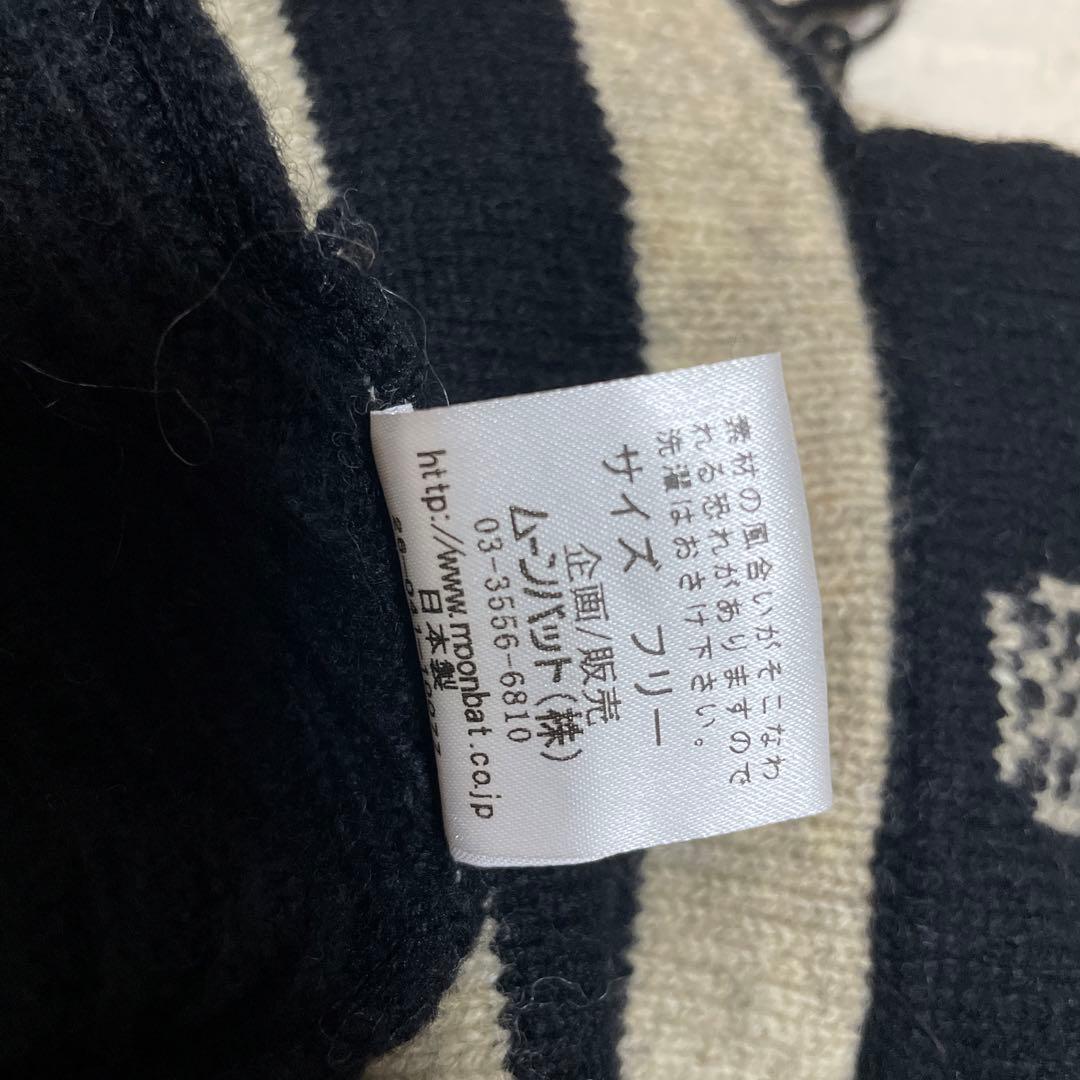 素材の風合いがそこなわ
れる恐れがありますので
洗濯はおさけ下さい。
サイズ フリー
企画/販売
ムーンバット(株)
03-3556-6810
http://www.moonbat.co.jp
日本製